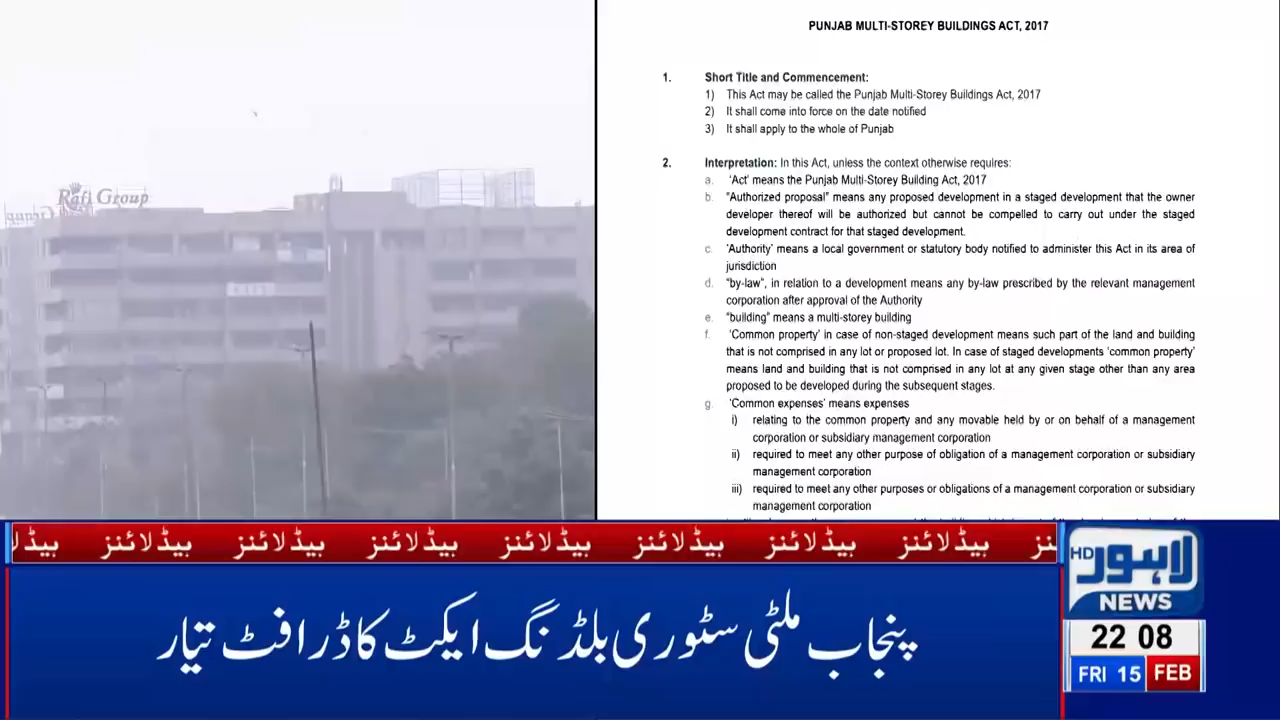 Rafi Group
PUNJAB MULTI-STOREY BUILDINGS ACT, 2017
1. Short Title and Commencement:
1) This Act may be called the Punjab Multi-Storey Buildings Act, 2017
2) It shall come into force on the date notified
3) It shall apply to the whole of Punjab
2. Interpretation: In this Act, unless the context otherwise requires:
a. 'Act' means the Punjab Multi-Storey Building Act, 2017
b. "Authorized proposal" means any proposed development in a staged development that the owner
developer thereof will be authorized but cannot be compelled to carry out under the staged
development contract for that staged development.
c. 'Authority' means a local government or statutory body notified to administer this Act in its area of
jurisdiction
d. "by-law", in relation to a development means any by-law prescribed by the relevant management
corporation after approval of the Authority
e. "building" means a multi-storey building
f. 'Common property' in case of non-staged development means such part of the land and building
that is not comprised in any lot or proposed lot. In case of staged developments 'common property'
means land and building that is not comprised in any lot at any given stage other than any area
proposed to be developed during the subsequent stages.
g. 'Common expenses' means expenses
i) relating to the common property and any movable held by or on behalf of a management
corporation or subsidiary management corporation
ii) required to meet any other purpose of obligation of a management corporation or subsidiary
management corporation
iii) required to meet any other purposes or obligations of a management corporation or subsidiary
management corporation
ہیڈلائنز ہیڈلائنز ہیڈلائنز ہیڈلائنز ہیڈلائنز ہیڈلائنز ہیڈلائنز
پنجاب ملٹی سٹوری بلڈنگ ایکٹ کا ڈرافٹ تیار
HD لاہور
NEWS
22 08
FRI 15 FEB